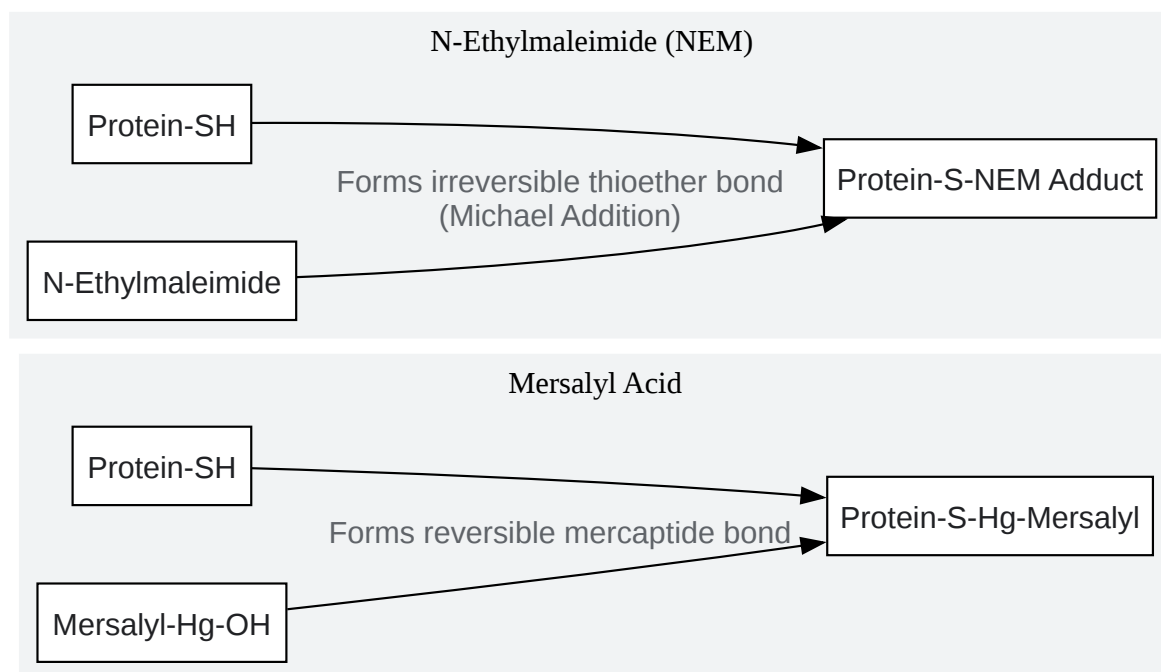 N-Ethylmaleimide (NEM)
Protein-SH
Forms irreversible thioether bond
(Michael Addition)
Protein-S-NEM Adduct
N-Ethylmaleimide
Mersalyl Acid
Protein-SH
Forms reversible mercaptide bond
Protein-S-Hg-Mersalyl
Mersalyl-Hg-OH